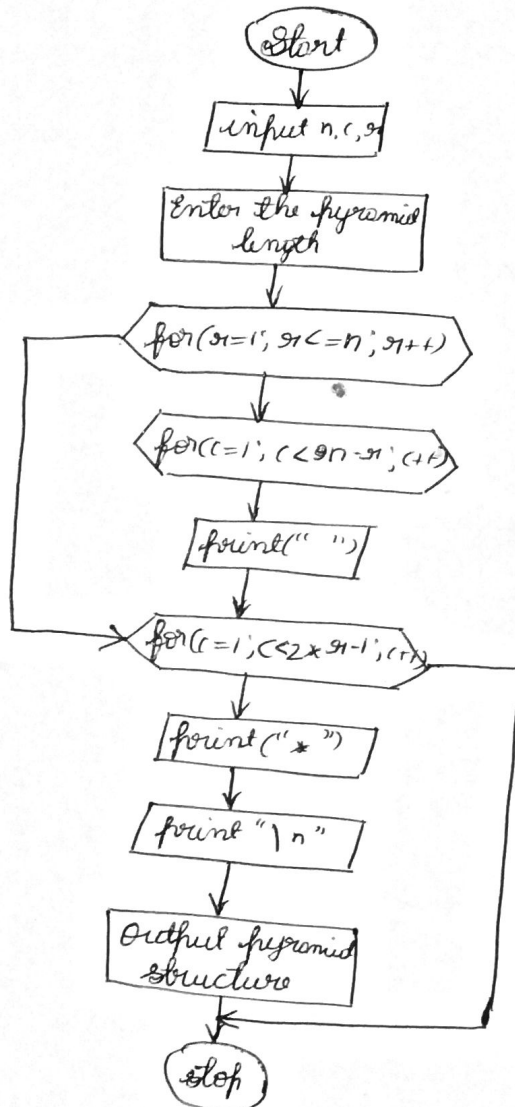 Start
input n, c, r
Enter the pyramid
length
for(r=1; r<=n; r++)
for(c=1; c< n-r; c++)
print(" ")
for(c=1; c<2*r-1; c++)
print("*")
print "\n"
Output pyramid
structure
stop